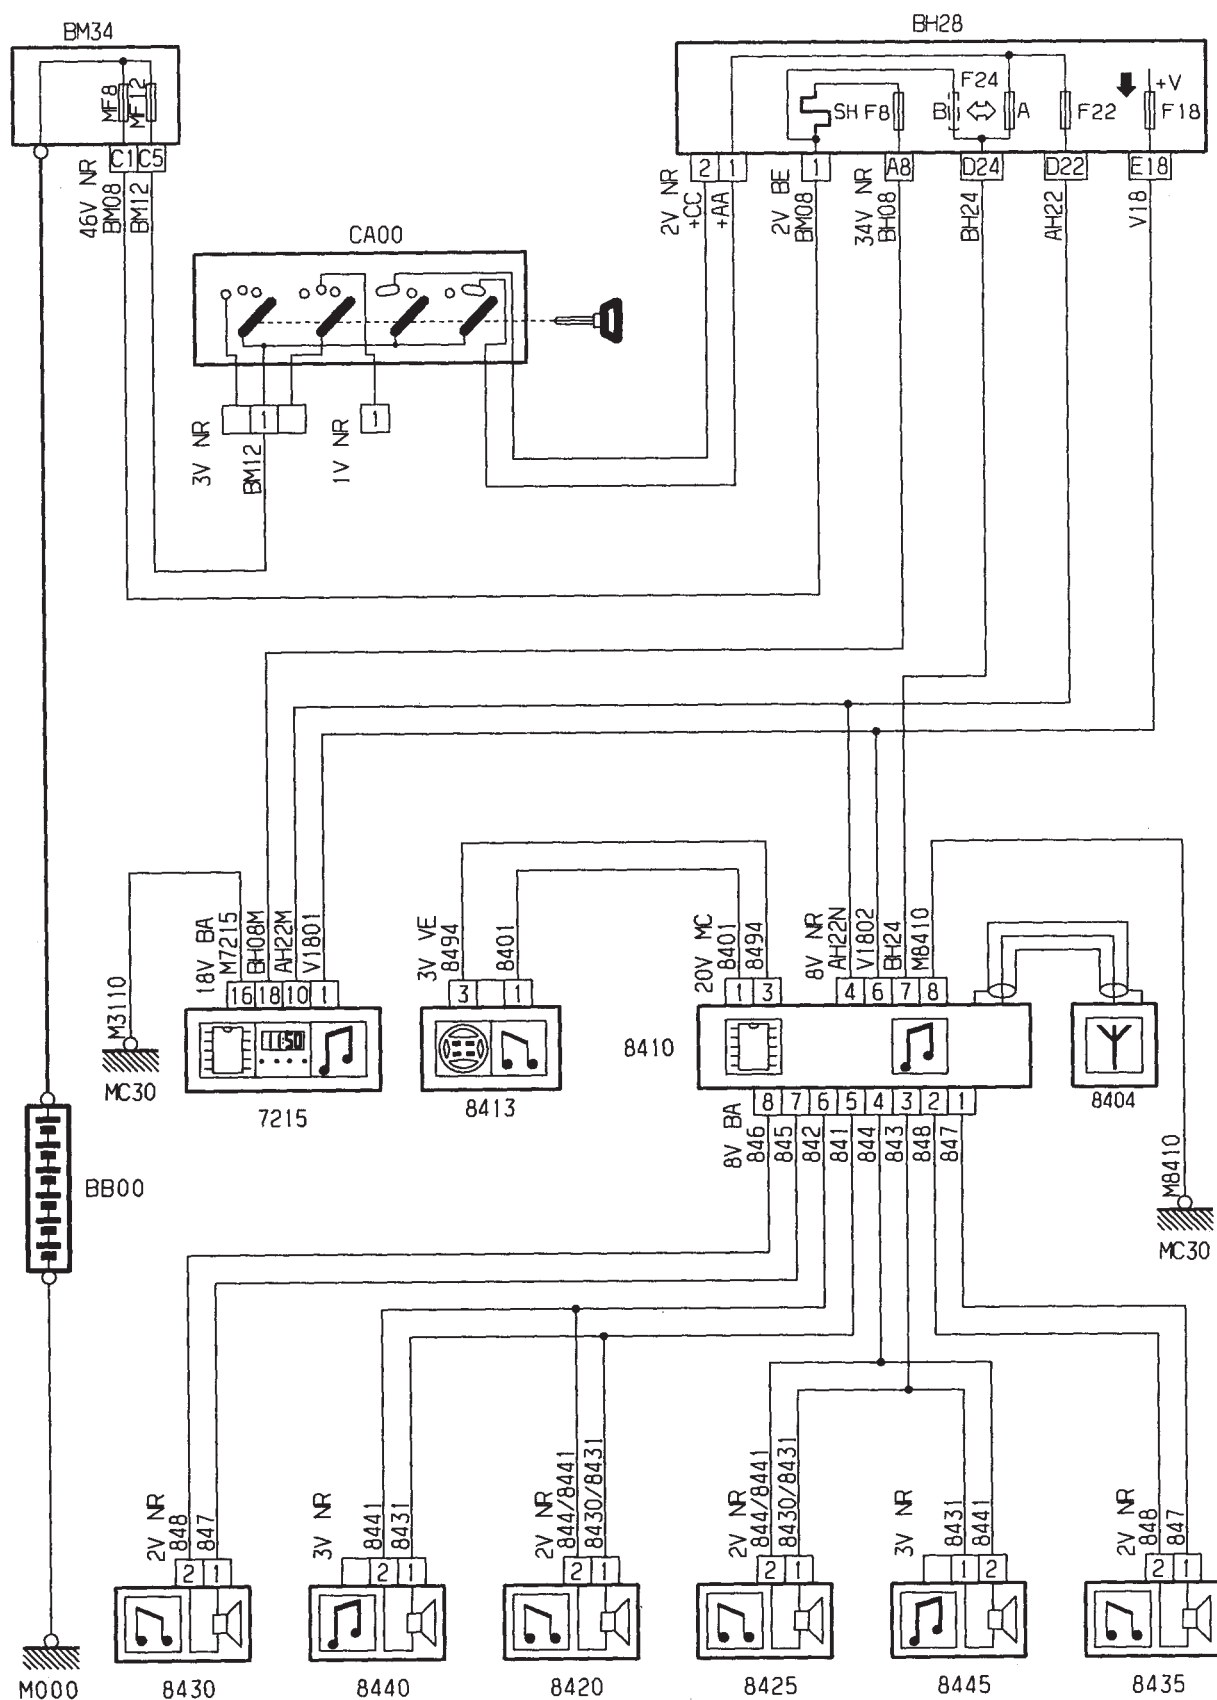 BM34
BH28
MF8
MF12
SH F8
F24
B
A
F22
+V
F18
C1 C5
2 1 1 A8 D24 D22 E18
46V NR
BM08
BM12
2V NR
+CC
+AA
2V BE
BM08
34V NR
BH08
BH24
AH22
V18
CA00
1
1
3V NR
BM12
1V NR
18V BA
M7215
BH08M
AH22M
V1801
3V VE
8494
8401
20V MC
8401
8494
8V NR
AH22N
V1802
BH24
M8410
16 18 10 1
3 1
1 3
4 6 7 8
M3110
MC30
11:50
7215
8413
8410
8404
8 7 6 5 4 3 2 1
8V BA
846
845
842
841
844
843
848
847
BB00
M8410
MC30
2V NR
848
847
3V NR
8441
8431
2V NR
844/8441
8430/8431
2V NR
844/8441
8430/8431
3V NR
8431
8441
2V NR
848
847
2 1
2 1
2 1
2 1
1 2
2 1
M000
8430
8440
8420
8425
8445
8435